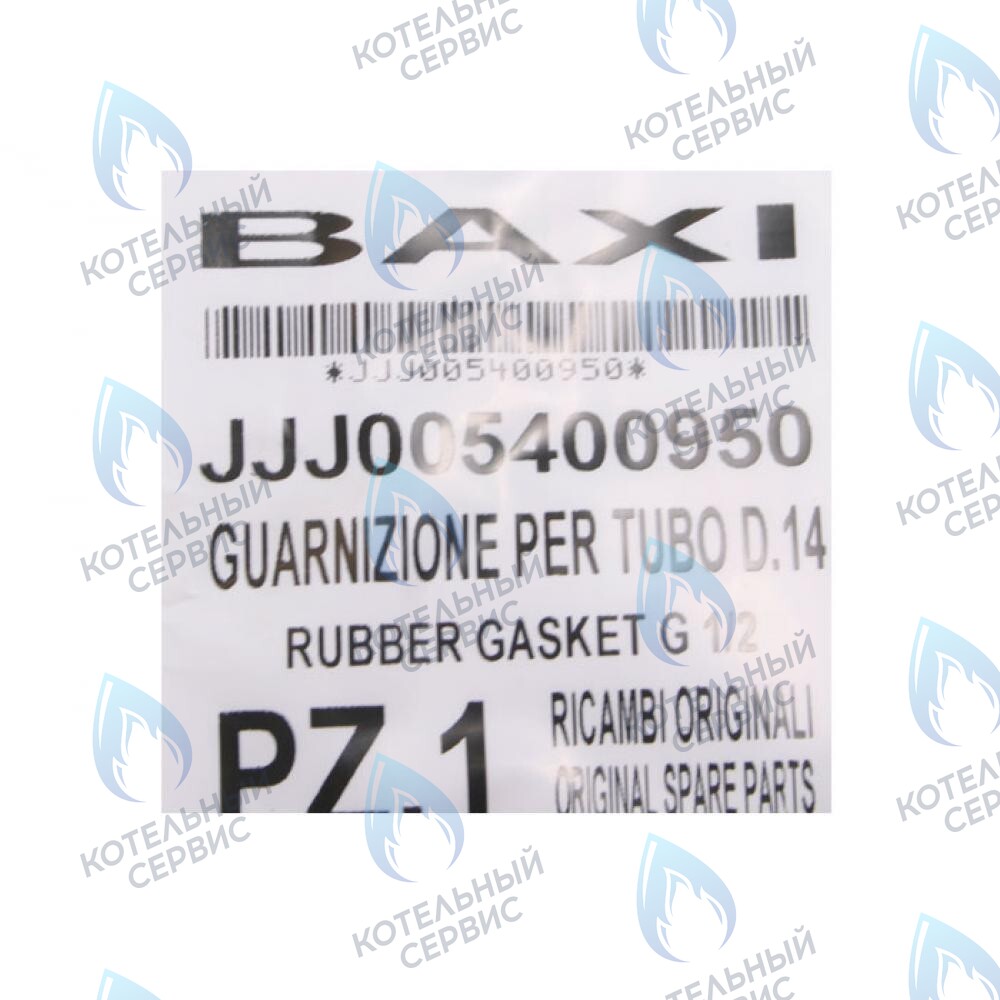 BAXI
*JJJ005400950*
JJJ005400950
GUARNIZIONE PER TUBO D.14
RUBBER GASKET G 1/2
PZ.1
RICAMBI ORIGINALI
ORIGINAL SPARE PARTS
КОТЕЛЬНЫЙ
СЕРВИС